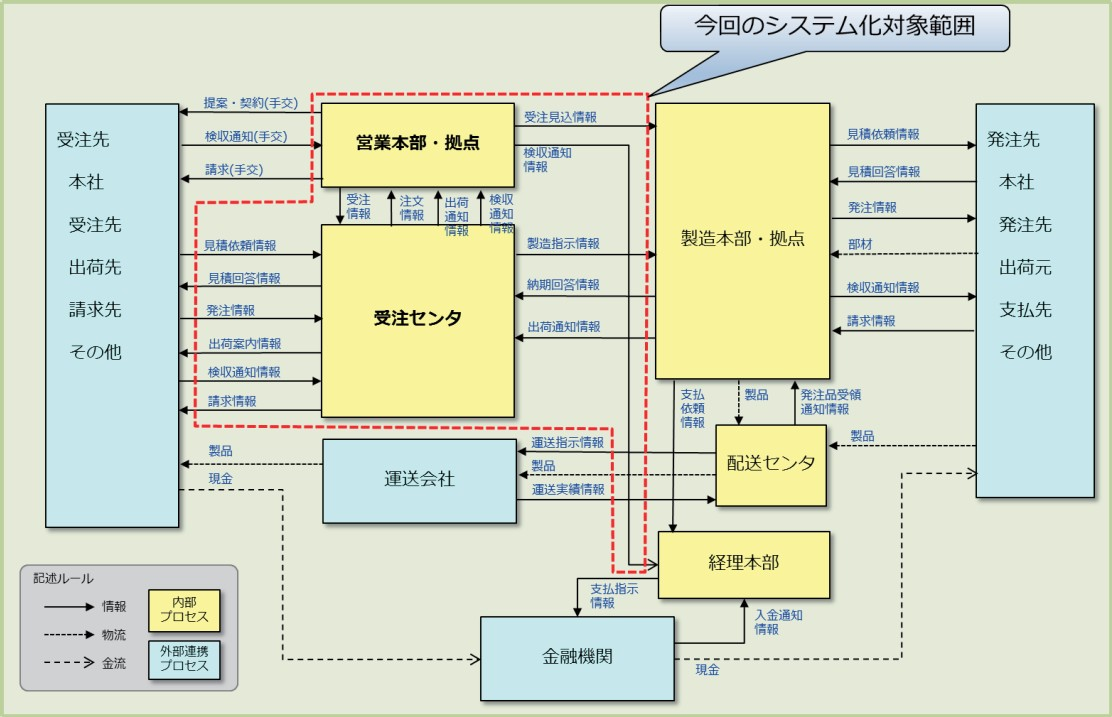 今回のシステム化対象範囲
受注先
本社
受注先
出荷先
請求先
その他
提案・契約(手交)
検収通知(手交)
請求(手交)
営業本部・拠点
受注見込情報
検収通知
情報
受注
情報
注文
情報
出荷
通知
情報
検収
通知
情報
見積依頼情報
見積回答情報
発注情報
出荷案内情報
検収通知情報
請求情報
受注センタ
製造指示情報
納期回答情報
出荷通知情報
製造本部・拠点
見積依頼情報
見積回答情報
発注情報
部材
検収通知情報
請求情報
発注先
本社
発注先
出荷元
支払先
その他
支払
依頼
情報
製品
発注品受領
通知情報
製品
現金
運送会社
運送指示情報
製品
運送実績情報
配送センタ
製品
経理本部
支払指示
情報
入金通知
情報
金融機関
現金
記述ルール
情報
物流
金流
内部
プロセス
外部連携
プロセス